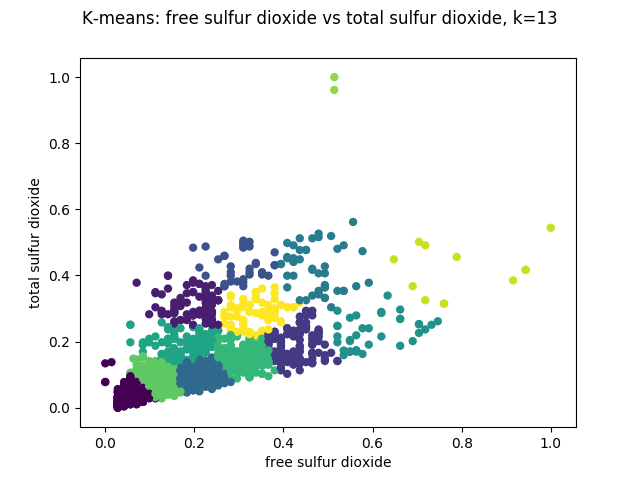 K-means: free sulfur dioxide vs total sulfur dioxide, k=13
1.0
0.8
0.6
0.4
0.2
0.0
total sulfur dioxide
0.0 0.2 0.4 0.6 0.8 1.0
free sulfur dioxide